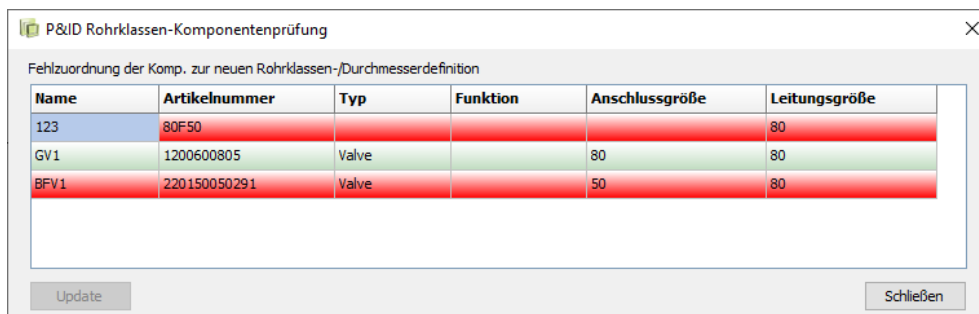 P&ID Rohrklassen-Komponentenprüfung
Fehlzuordnung der Komp. zur neuen Rohrklassen-/Durchmesserdefinition
Name Artikelnummer Typ Funktion Anschlussgröße Leitungsgröße
123 80F50 80
GV1 1200600805 Valve 80 80
BFV1 220150050291 Valve 50 80
Update Schließen